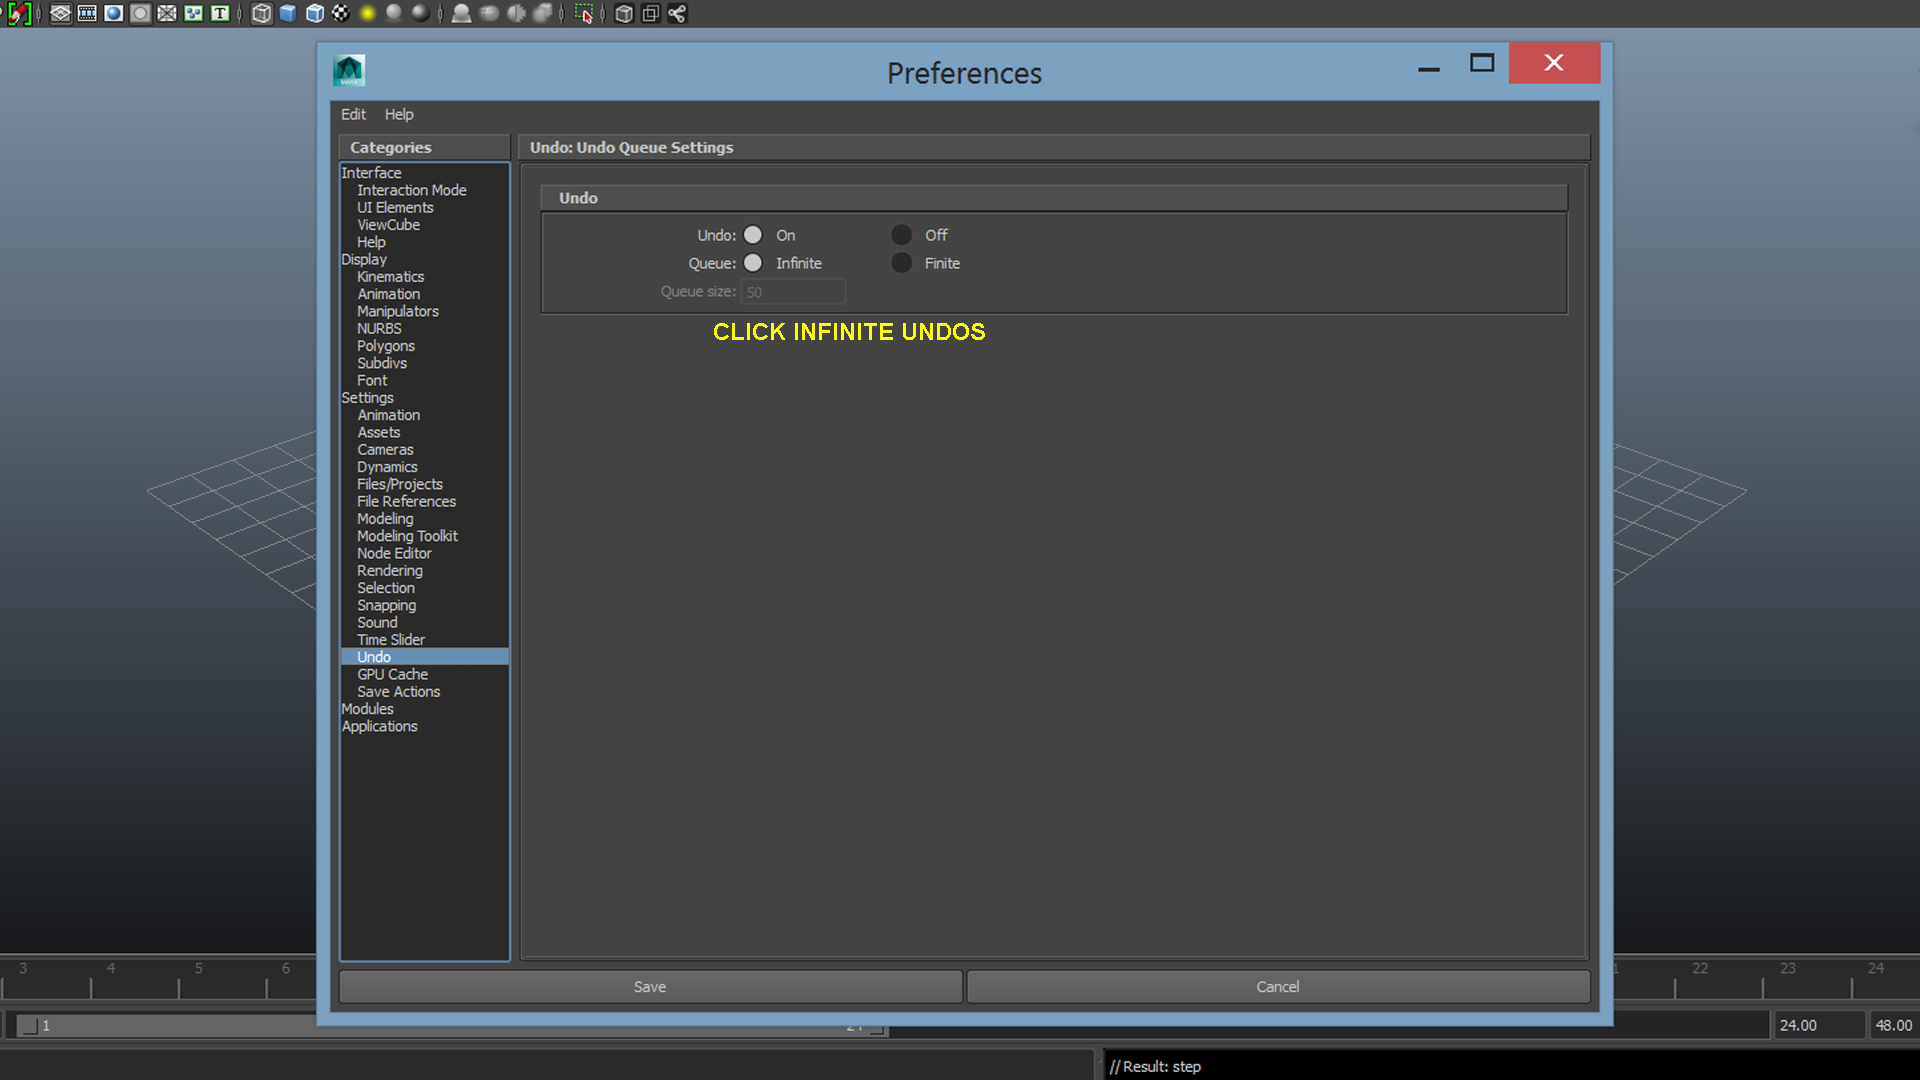 Preferences
Edit Help
Categories
Undo: Undo Queue Settings
Interface
Interaction Mode
UI Elements
ViewCube
Help
Display
Kinematics
Animation
Manipulators
NURBS
Polygons
Subdivs
Font
Settings
Animation
Assets
Cameras
Dynamics
Files/Projects
File References
Modeling
Modeling Toolkit
Node Editor
Rendering
Selection
Snapping
Sound
Time Slider
Undo
GPU Cache
Save Actions
Modules
Applications
Undo
Undo: On Off
Queue: Infinite Finite
Queue size: 50
CLICK INFINITE UNDOS
Save Cancel
3 4 5 6 22 23 24
1 24.00 48.00
// Result: step